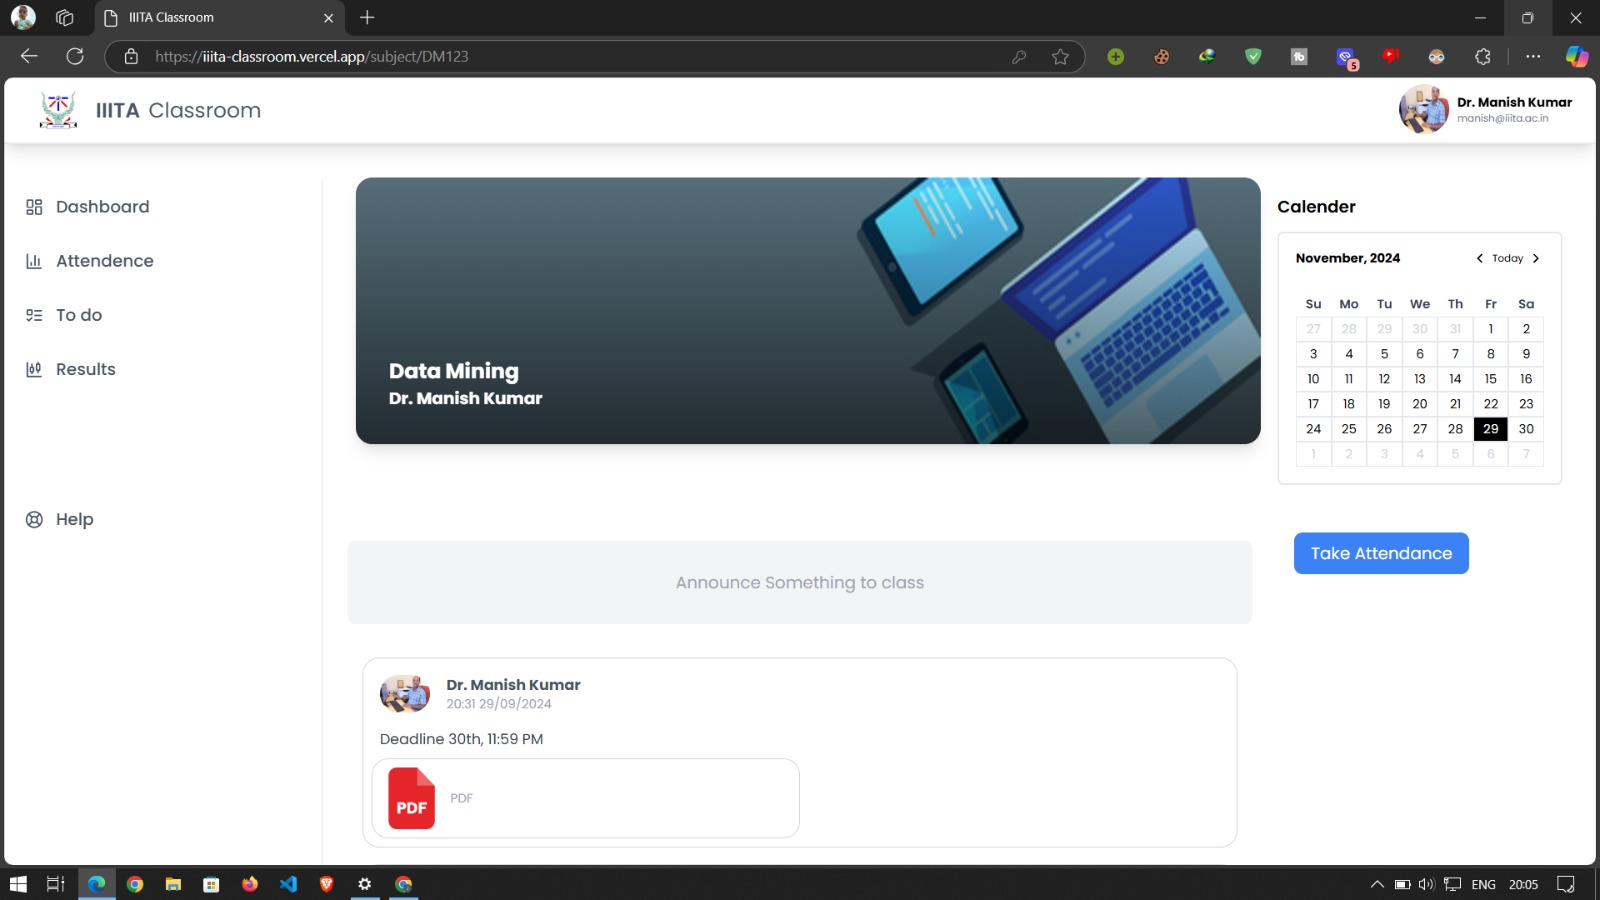 IIITA Classroom
https://iiita-classroom.vercel.app/subject/DM123
5
IIITA Classroom
Dr. Manish Kumar
manish@iiita.ac.in
Dashboard
Attendence
To do
Results
Help
Data Mining
Dr. Manish Kumar
Calender
November, 2024 Today
Su Mo Tu We Th Fr Sa
27 28 29 30 31 1 2
3 4 5 6 7 8 9
10 11 12 13 14 15 16
17 18 19 20 21 22 23
24 25 26 27 28 29 30
1 2 3 4 5 6 7
Take Attendance
Announce Something to class
Dr. Manish Kumar
20:31 29/09/2024
Deadline 30th, 11:59 PM
PDF PDF
ENG 20:05